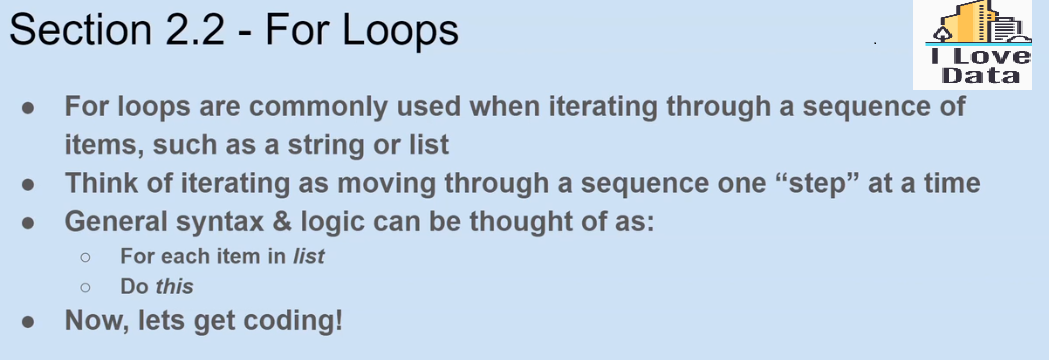 Section 2.2 - For Loops
I Love
Data
● For loops are commonly used when iterating through a sequence of
items, such as a string or list
● Think of iterating as moving through a sequence one “step” at a time
● General syntax & logic can be thought of as:
○ For each item in list
○ Do this
● Now, lets get coding!